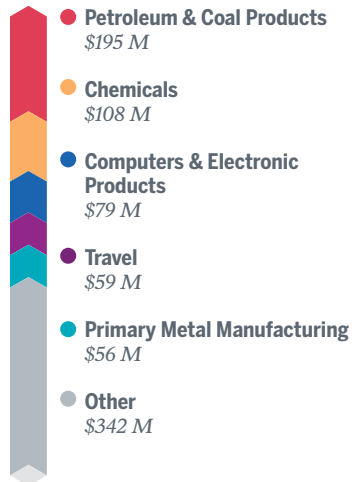 Petroleum & Coal Products
$195 M
Chemicals
$108 M
Computers & Electronic
Products
$79 M
Travel
$59 M
Primary Metal Manufacturing
$56 M
Other
$342 M